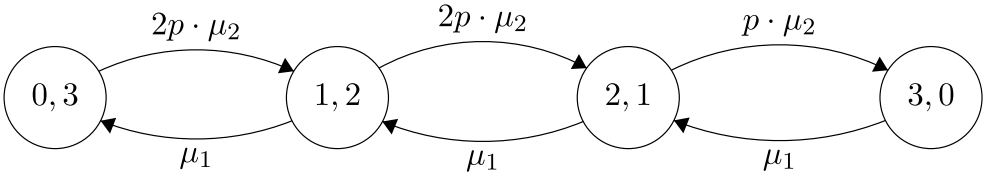 2p · μ₂ 2p · μ₂ p · μ₂
0, 3 1, 2 2, 1 3, 0
μ₁ μ₁ μ₁